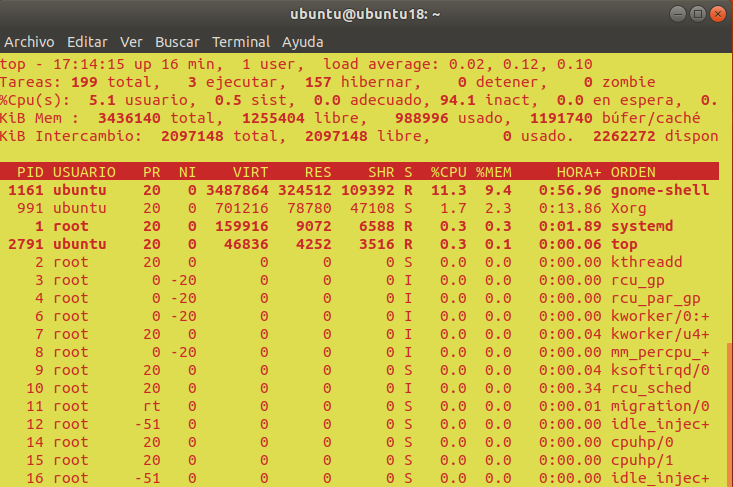 ubuntu@ubuntu18: ~
Archivo Editar Ver Buscar Terminal Ayuda
top - 17:14:15 up 16 min, 1 user, load average: 0.02, 0.12, 0.10
Tareas: 199 total, 3 ejecutar, 157 hibernar, 0 detener, 0 zombie
%Cpu(s): 5.1 usuario, 0.5 sist, 0.0 adecuado, 94.1 inact, 0.0 en espera, 0.
KiB Mem : 3436140 total, 1255404 libre, 988996 usado, 1191740 búfer/caché
KiB Intercambio: 2097148 total, 2097148 libre, 0 usado. 2262272 dispon
PID USUARIO PR NI VIRT RES SHR S %CPU %MEM HORA+ ORDEN
1161 ubuntu 20 0 3487864 324512 109392 R 11.3 9.4 0:56.96 gnome-shell
991 ubuntu 20 0 701216 78780 47108 S 1.7 2.3 0:13.86 Xorg
1 root 20 0 159916 9072 6588 R 0.3 0.3 0:01.89 systemd
2791 ubuntu 20 0 46836 4252 3516 R 0.3 0.1 0:00.06 top
2 root 20 0 0 0 0 S 0.0 0.0 0:00.00 kthreadd
3 root 0 -20 0 0 0 I 0.0 0.0 0:00.00 rcu_gp
4 root 0 -20 0 0 0 I 0.0 0.0 0:00.00 rcu_par_gp
6 root 0 -20 0 0 0 I 0.0 0.0 0:00.00 kworker/0:+
7 root 20 0 0 0 0 I 0.0 0.0 0:00.04 kworker/u4+
8 root 0 -20 0 0 0 I 0.0 0.0 0:00.00 mm_percpu_+
9 root 20 0 0 0 0 S 0.0 0.0 0:00.04 ksoftirqd/0
10 root 20 0 0 0 0 I 0.0 0.0 0:00.34 rcu_sched
11 root rt 0 0 0 0 S 0.0 0.0 0:00.01 migration/0
12 root -51 0 0 0 0 S 0.0 0.0 0:00.00 idle_injec+
14 root 20 0 0 0 0 S 0.0 0.0 0:00.00 cpuhp/0
15 root 20 0 0 0 0 S 0.0 0.0 0:00.00 cpuhp/1
16 root -51 0 0 0 0 S 0.0 0.0 0:00.00 idle_injec+